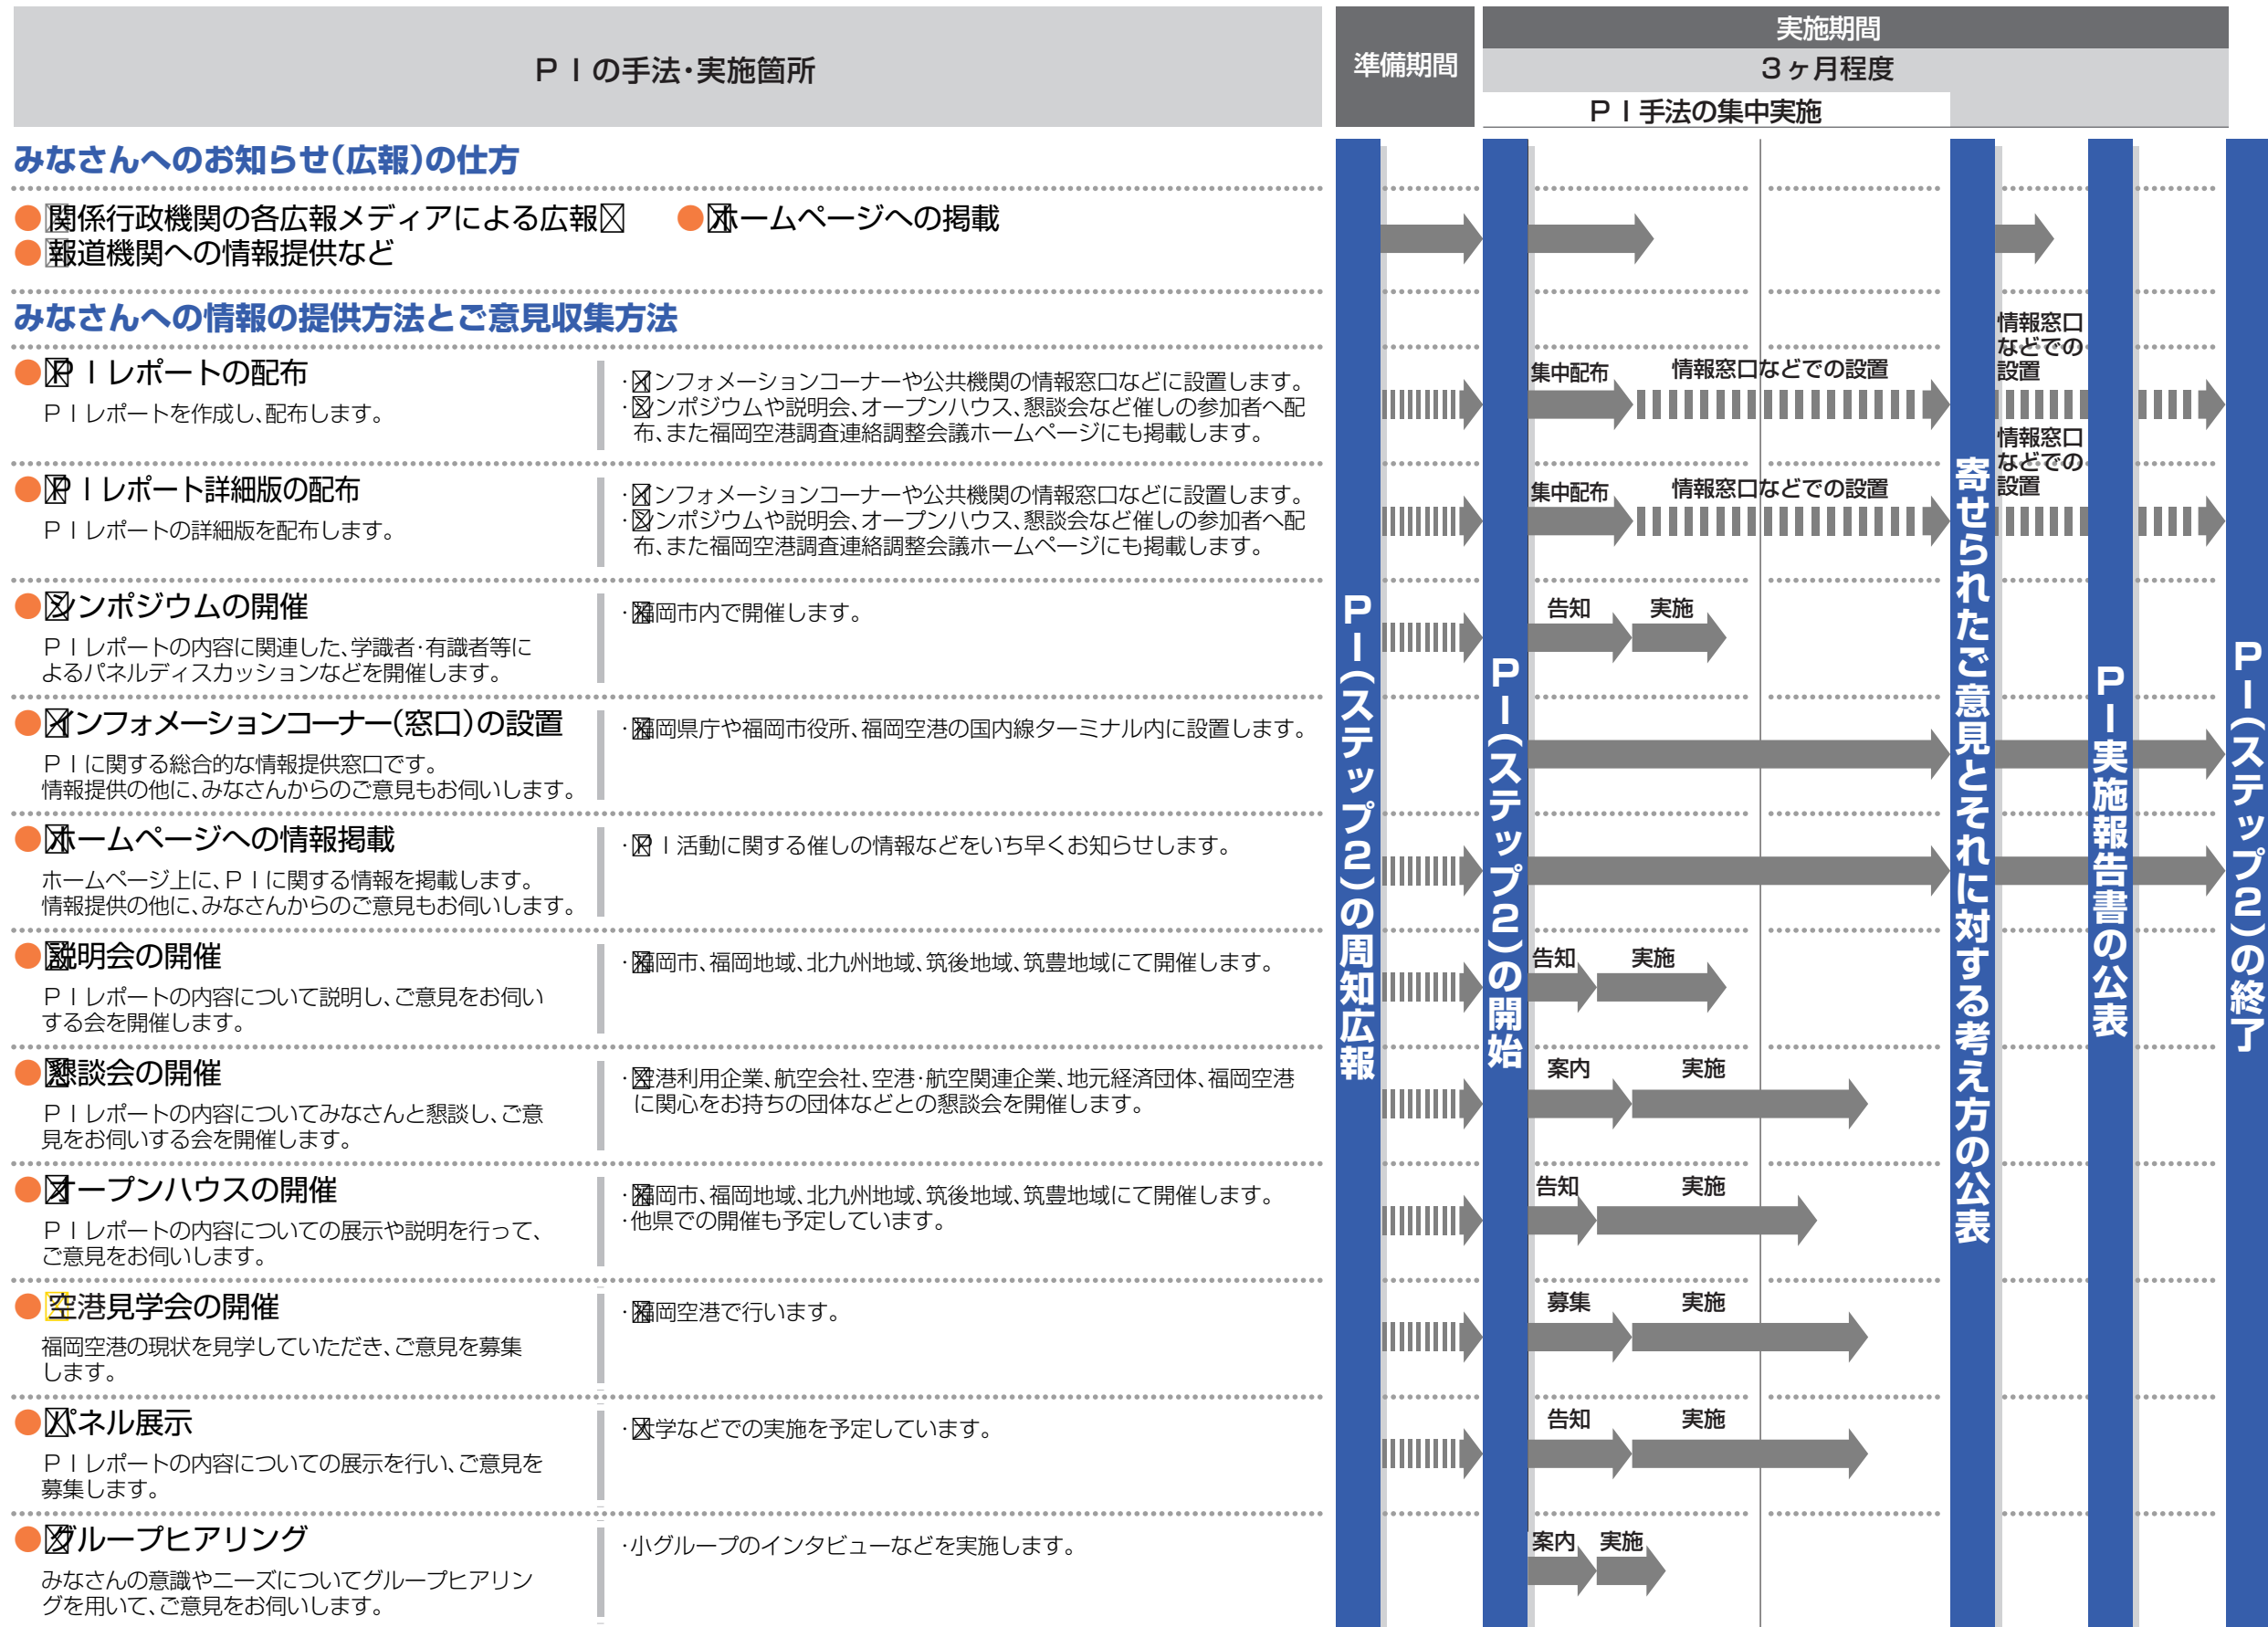 ＰＩの手法･実施箇所
準備期間
実施期間
３ヶ月程度
ＰＩ手法の集中実施
みなさんへのお知らせ（広報）の仕方
●関係行政機関の各広報メディアによる広報
●ホームページへの掲載
●報道機関への情報提供など
みなさんへの情報の提供方法とご意見収集方法
●ＰＩレポートの配布
ＰＩレポートを作成し、配布します。
･インフォメーションコーナーや公共機関の情報窓口などに設置します。
･シンポジウムや説明会、オープンハウス、懇談会など催しの参加者へ配
布、また福岡空港調査連絡調整会議ホームページにも掲載します。
集中配布
情報窓口などでの設置
情報窓口
などでの
設置
●ＰＩレポート詳細版の配布
ＰＩレポートの詳細版を配布します。
･インフォメーションコーナーや公共機関の情報窓口などに設置します。
･シンポジウムや説明会、オープンハウス、懇談会など催しの参加者へ配
布、また福岡空港調査連絡調整会議ホームページにも掲載します。
集中配布
情報窓口などでの設置
情報窓口
などでの
設置
●シンポジウムの開催
ＰＩレポートの内容に関連した、学識者･有識者等に
よるパネルディスカッションなどを開催します。
･福岡市内で開催します。
告知
実施
●インフォメーションコーナー（窓口）の設置
ＰＩに関する総合的な情報提供窓口です。
情報提供の他に、みなさんからのご意見もお伺いします。
･福岡県庁や福岡市役所、福岡空港の国内線ターミナル内に設置します。
●ホームページへの情報掲載
ホームページ上に、ＰＩに関する情報を掲載します。
情報提供の他に、みなさんからのご意見もお伺いします。
･ＰＩ活動に関する催しの情報などをいち早くお知らせします。
●説明会の開催
ＰＩレポートの内容について説明し、ご意見をお伺い
する会を開催します。
･福岡市、福岡地域、北九州地域、筑後地域、筑豊地域にて開催します。
告知
実施
●懇談会の開催
ＰＩレポートの内容についてみなさんと懇談し、ご意
見をお伺いする会を開催します。
･空港利用企業、航空会社、空港･航空関連企業、地元経済団体、福岡空港
に関心をお持ちの団体などとの懇談会を開催します。
案内
実施
●オープンハウスの開催
ＰＩレポートの内容についての展示や説明を行って、
ご意見をお伺いします。
･福岡市、福岡地域、北九州地域、筑後地域、筑豊地域にて開催します。
･他県での開催も予定しています。
告知
実施
●空港見学会の開催
福岡空港の現状を見学していただき、ご意見を募集
します。
･福岡空港で行います。
募集
実施
●パネル展示
ＰＩレポートの内容についての展示を行い、ご意見を
募集します。
･大学などでの実施を予定しています。
告知
実施
●グループヒアリング
みなさんの意識やニーズについてグループヒアリン
グを用いて、ご意見をお伺いします。
･小グループのインタビューなどを実施します。
案内
実施
ＰＩ（ステップ２）の周知広報
ＰＩ（ステップ２）の開始
寄せられたご意見とそれに対する考え方の公表
ＰＩ実施報告書の公表
ＰＩ（ステップ２）の終了